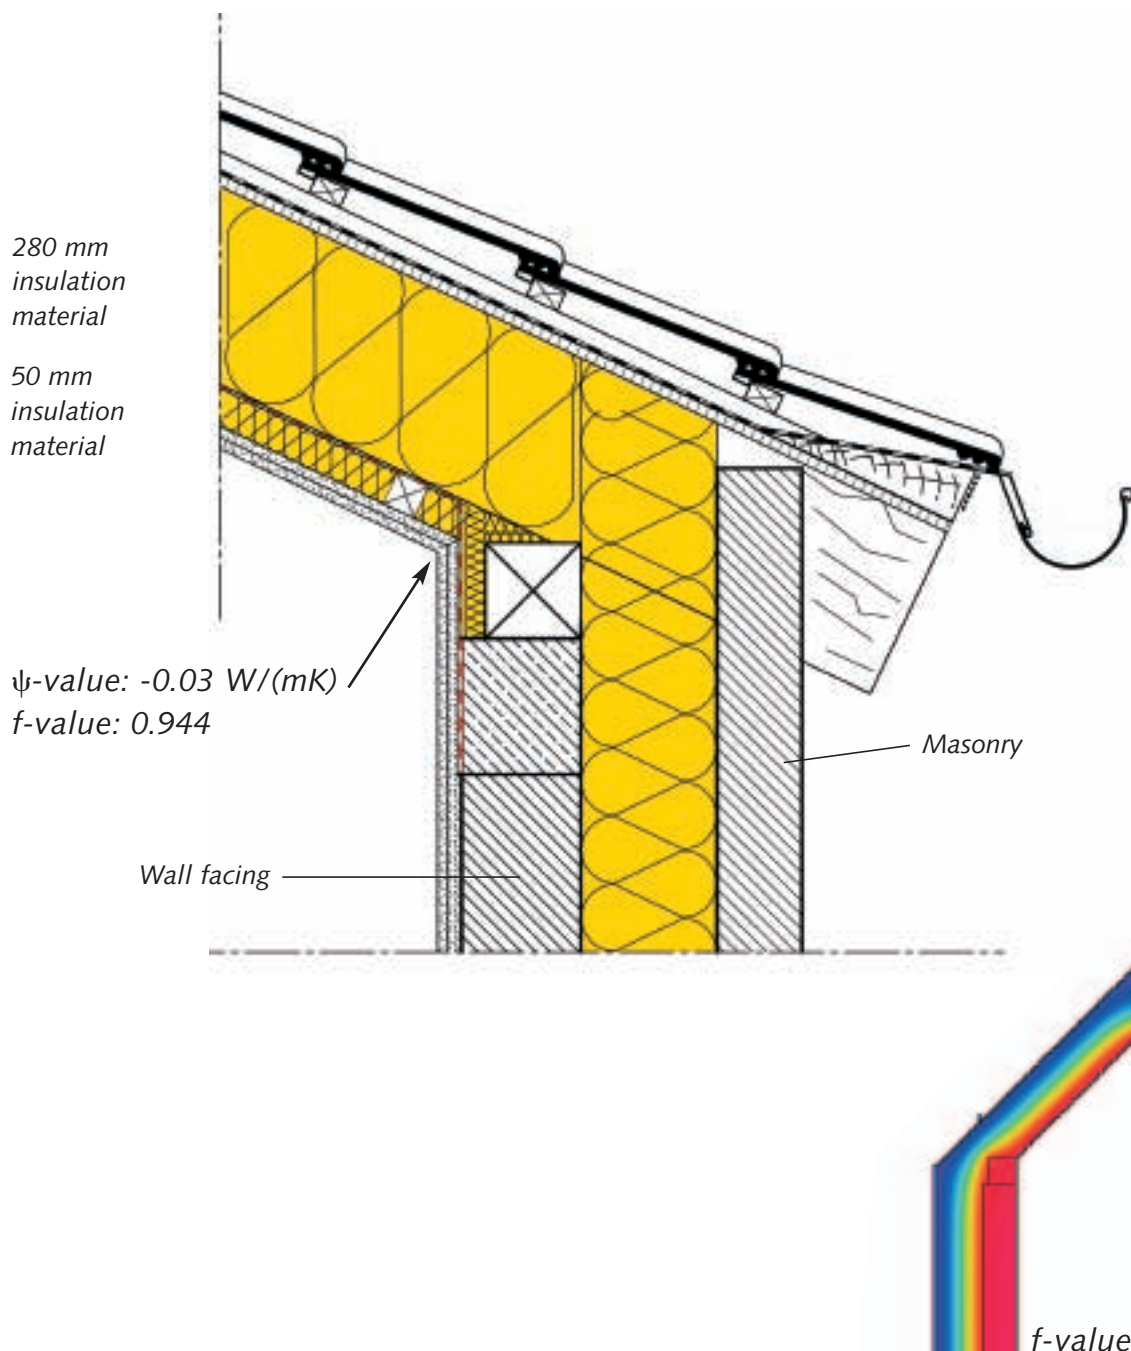 280 mm
insulation
material
50 mm
insulation
material
ψ-value: -0.03 W/(mK)
f-value: 0.944
Masonry
Wall facing
f-value